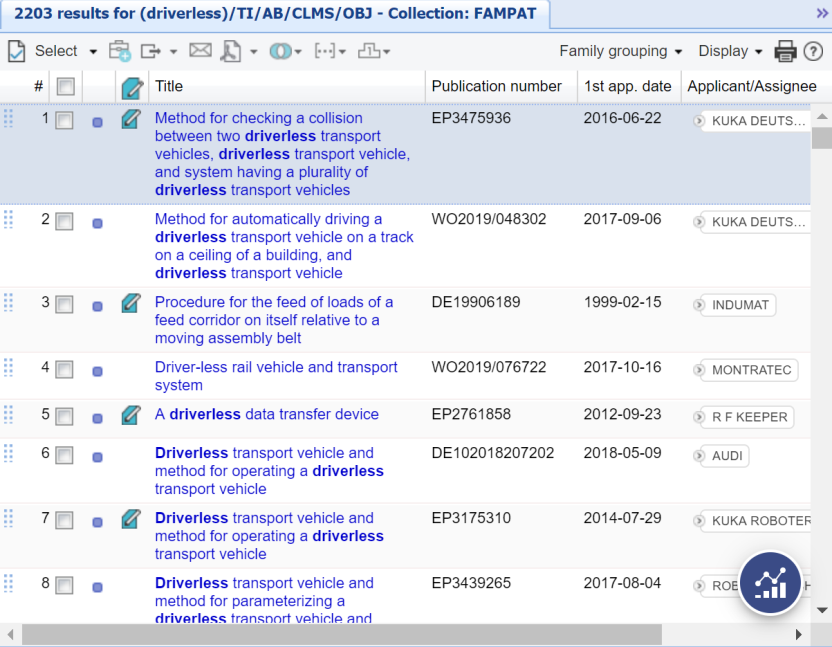 2203 results for (driverless)/TI/AB/CLMS/OBJ - Collection: FAMPAT
Select Family grouping Display
# Title Publication number 1st app. date Applicant/Assignee
1 Method for checking a collision EP3475936 2016-06-22 KUKA DEUTS...
between two driverless transport
vehicles, driverless transport vehicle,
and system having a plurality of
driverless transport vehicles
2 Method for automatically driving a WO2019/048302 2017-09-06 KUKA DEUTS...
driverless transport vehicle on a track
on a ceiling of a building, and
driverless transport vehicle
3 Procedure for the feed of loads of a DE19906189 1999-02-15 INDUMAT
feed corridor on itself relative to a
moving assembly belt
4 Driver-less rail vehicle and transport WO2019/076722 2017-10-16 MONTRATEC
system
5 A driverless data transfer device EP2761858 2012-09-23 R F KEEPER
6 Driverless transport vehicle and DE102018207202 2018-05-09 AUDI
method for operating a driverless
transport vehicle
7 Driverless transport vehicle and EP3175310 2014-07-29 KUKA ROBOTER
method for operating a driverless
transport vehicle
8 Driverless transport vehicle and EP3439265 2017-08-04
method for parameterizing a
driverless transport vehicle and